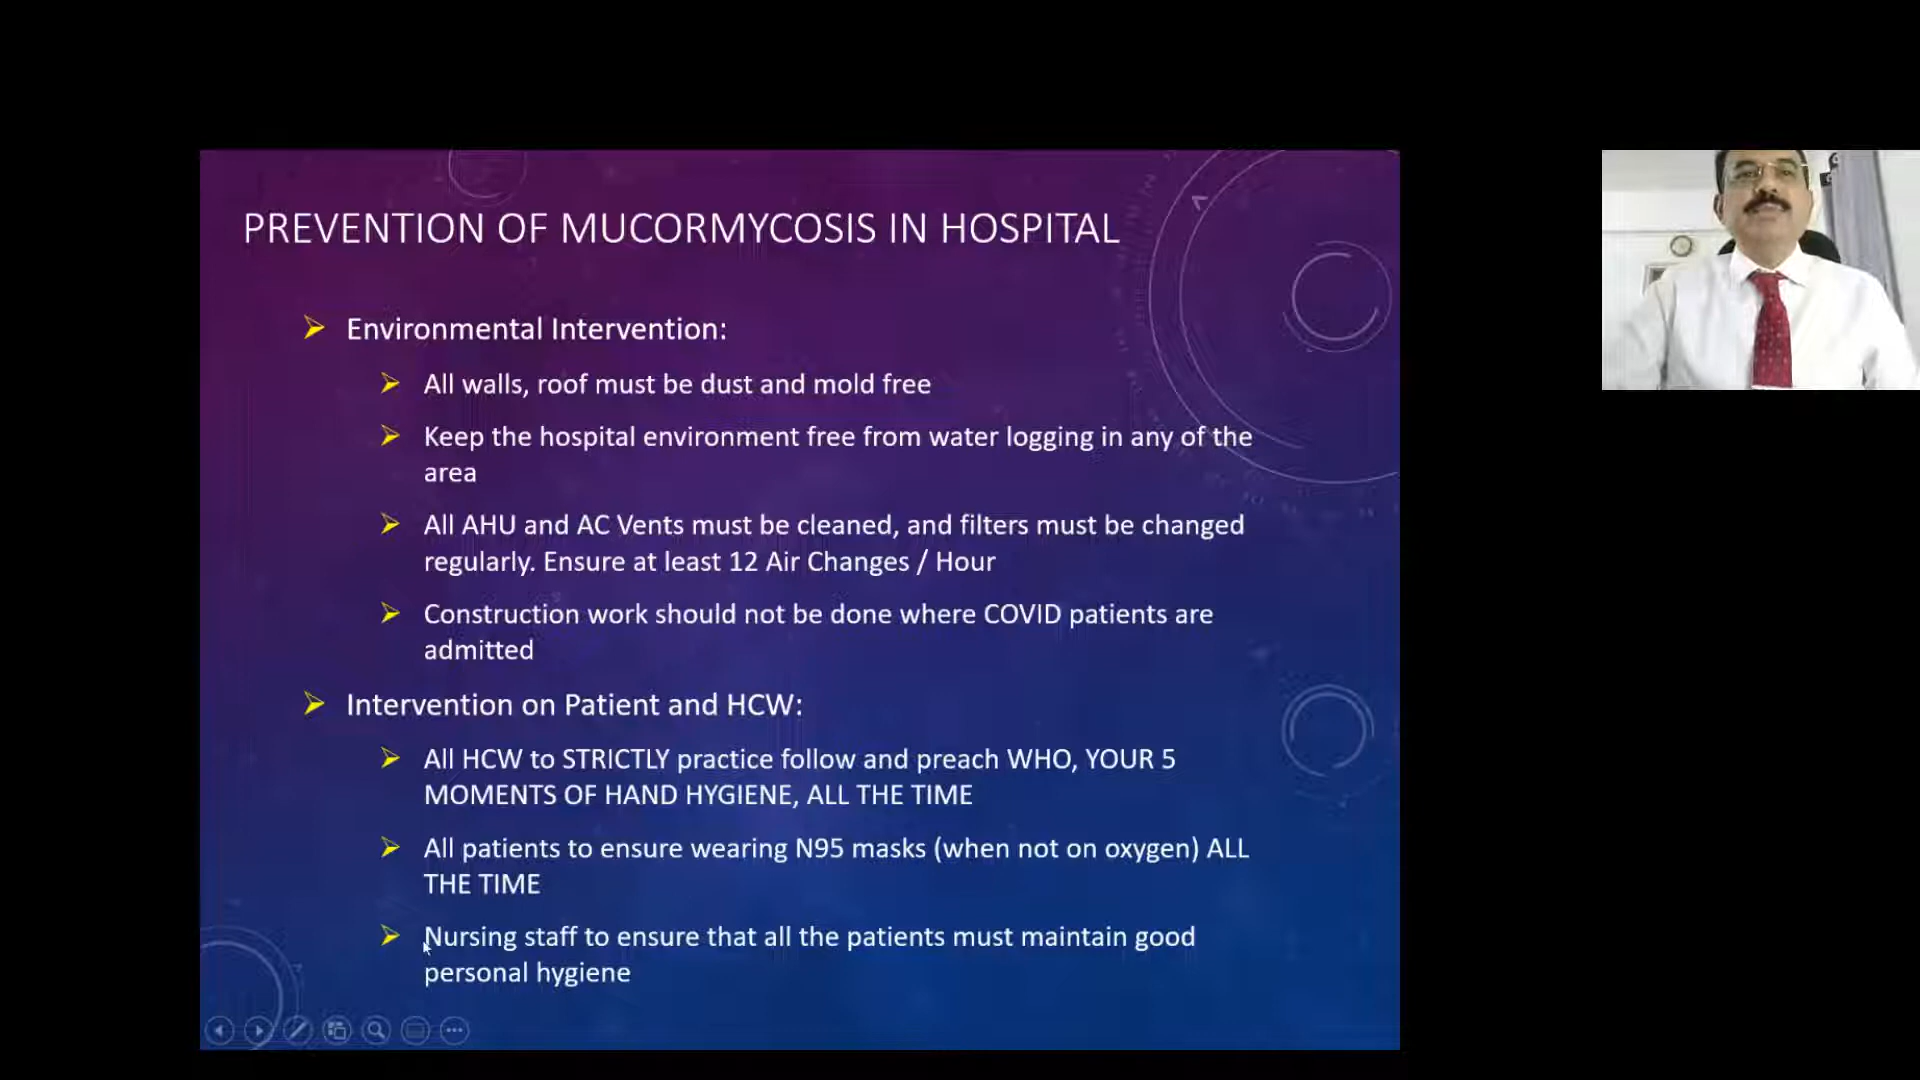 PREVENTION OF MUCORMYCOSIS IN HOSPITAL
Environmental Intervention:
All walls, roof must be dust and mold free
Keep the hospital environment free from water logging in any of the
area
All AHU and AC Vents must be cleaned, and filters must be changed
regularly. Ensure at least 12 Air Changes / Hour
Construction work should not be done where COVID patients are
admitted
Intervention on Patient and HCW:
All HCW to STRICTLY practice follow and preach WHO, YOUR 5
MOMENTS OF HAND HYGIENE, ALL THE TIME
All patients to ensure wearing N95 masks (when not on oxygen) ALL
THE TIME
Nursing staff to ensure that all the patients must maintain good
personal hygiene